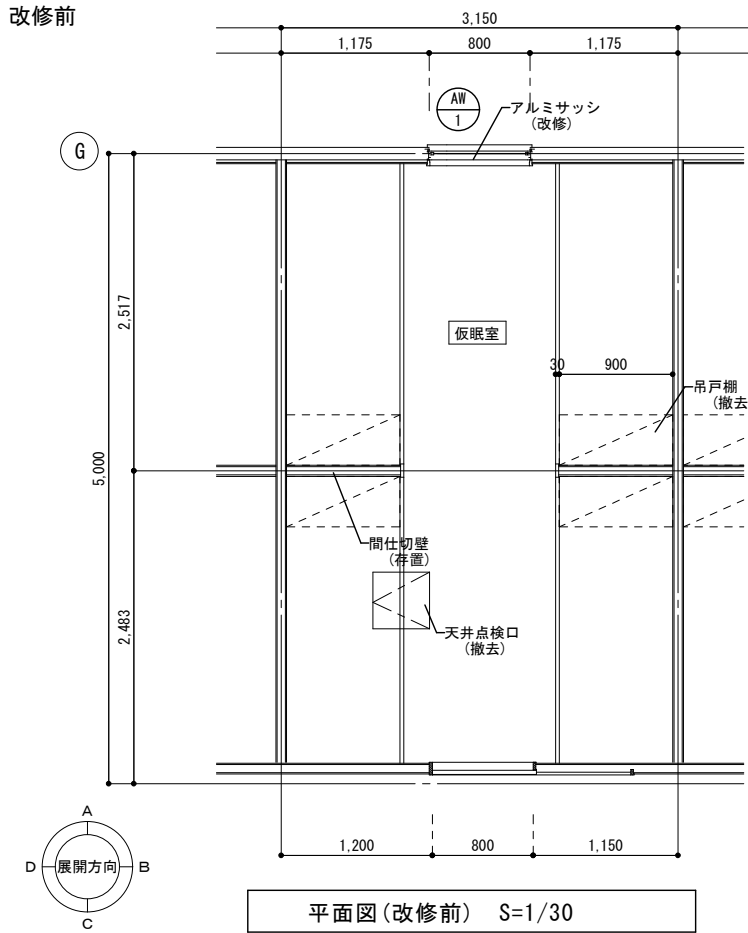 改修前
3,150
1,175
800
1,175
AW
1
アルミサッシ
(改修)
G
2,517
仮眠室
30
900
吊戸棚
(撤去
5,000
間仕切壁
(存置)
2,483
天井点検口
(撤去)
A
D
展開方向
B
C
1,200
800
1,150
平面図(改修前) S=1/30